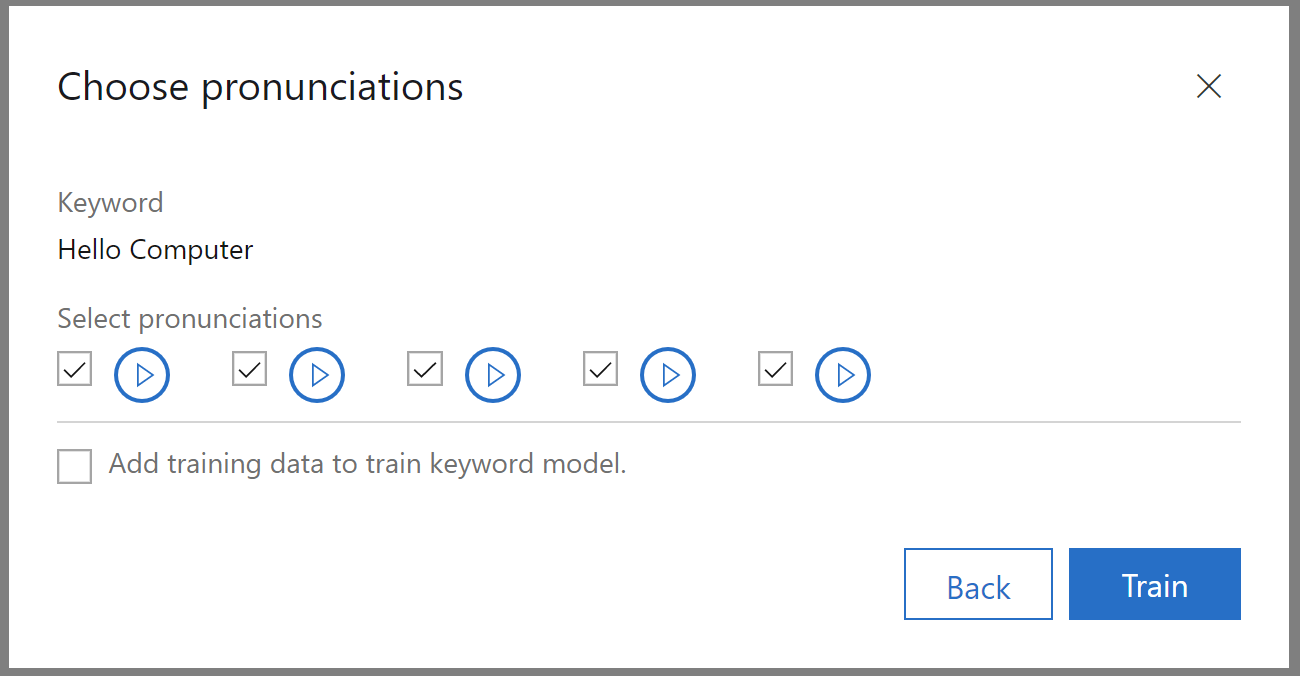 Choose pronunciations
Keyword
Hello Computer
Select pronunciations
Add training data to train keyword model.
Back
Train